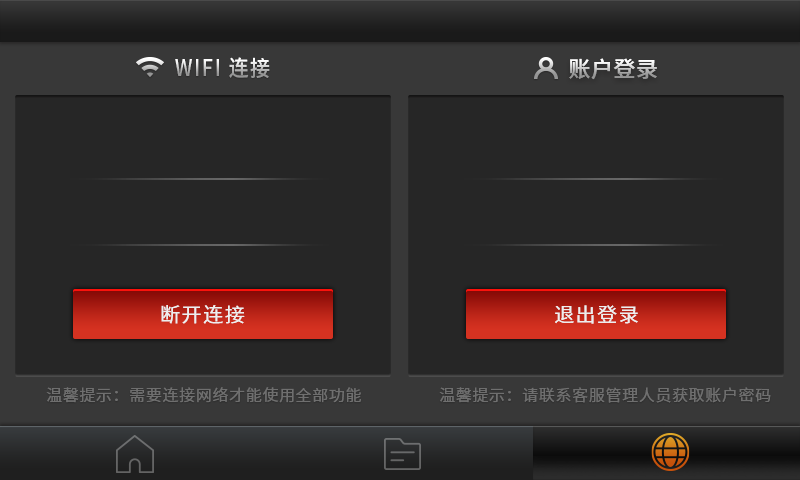 WIFI 连接
账户登录
断开连接
退出登录
温馨提示：需要连接网络才能使用全部功能
温馨提示：请联系客服管理人员获取账户密码